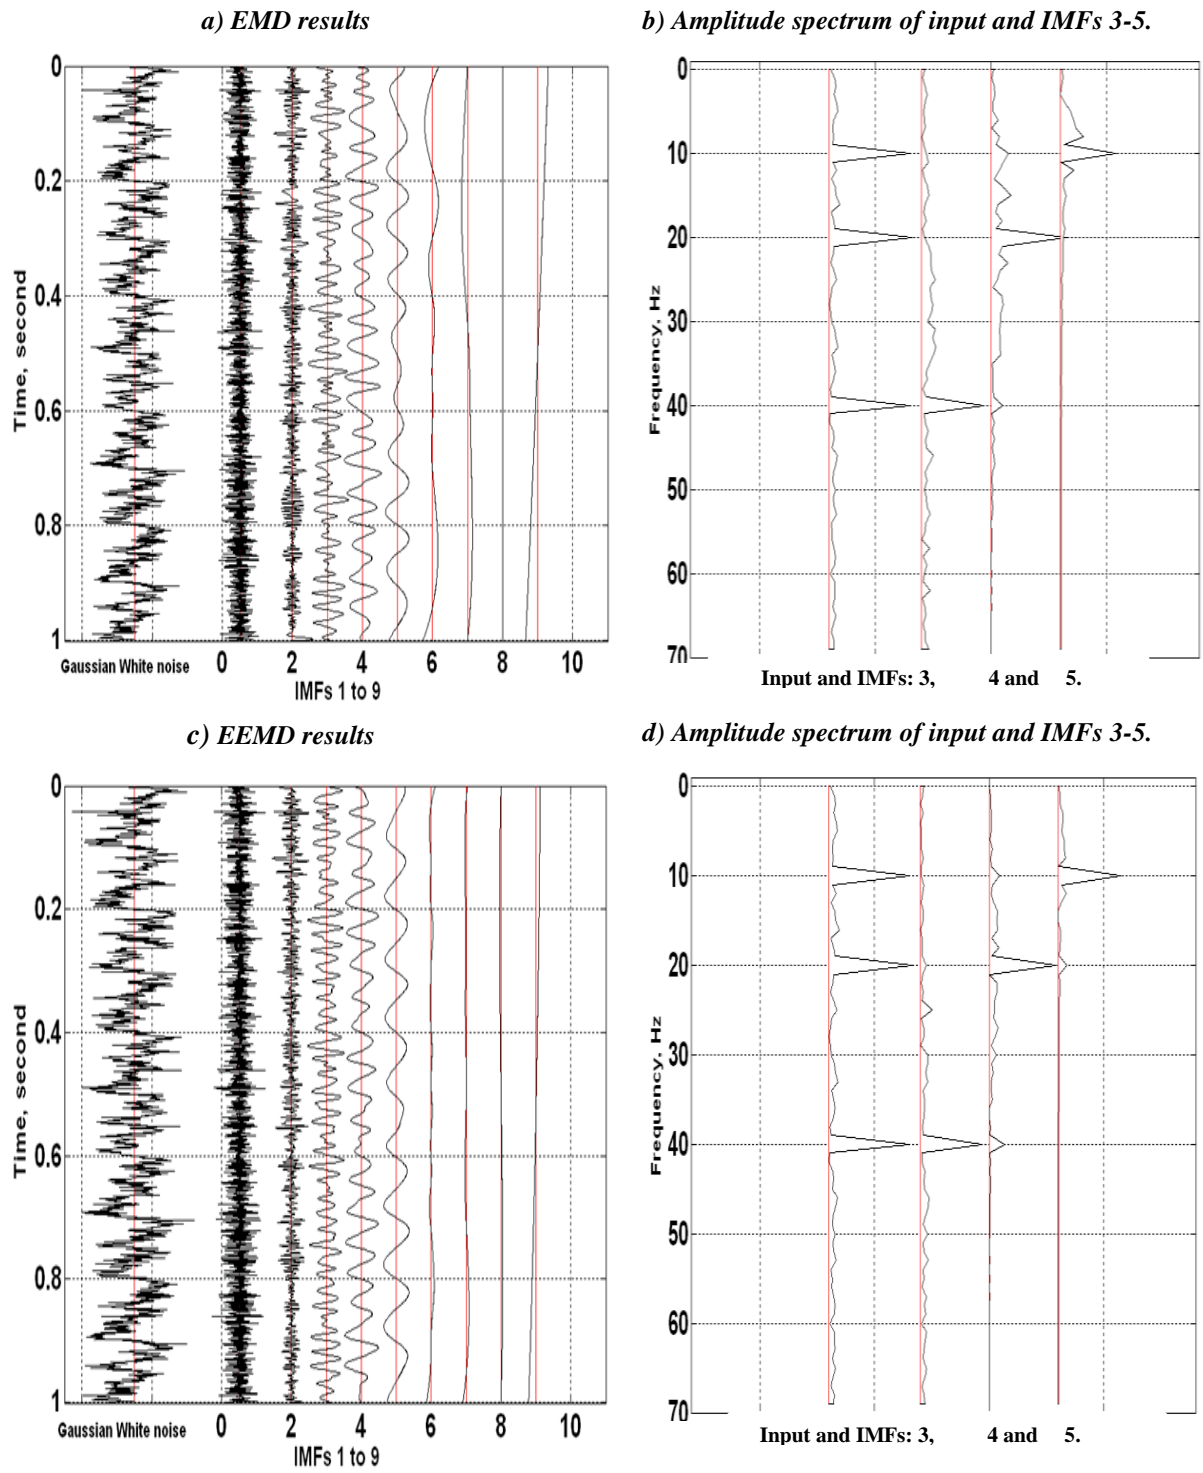 a) EMD results
b) Amplitude spectrum of input and IMFs 3-5.
0
0.2
0.4
0.6
0.8
1
Time, second
Gaussian White noise
0 2 4 6 8 10
IMFs 1 to 9
0
10
20
30
40
50
60
70
Frequency, Hz
Input and IMFs: 3, 4 and 5.
c) EEMD results
d) Amplitude spectrum of input and IMFs 3-5.
0
0.2
0.4
0.6
0.8
1
Time, second
Gaussian White noise
0 2 4 6 8 10
IMFs 1 to 9
0
10
20
30
40
50
60
70
Frequency, Hz
Input and IMFs: 3, 4 and 5.